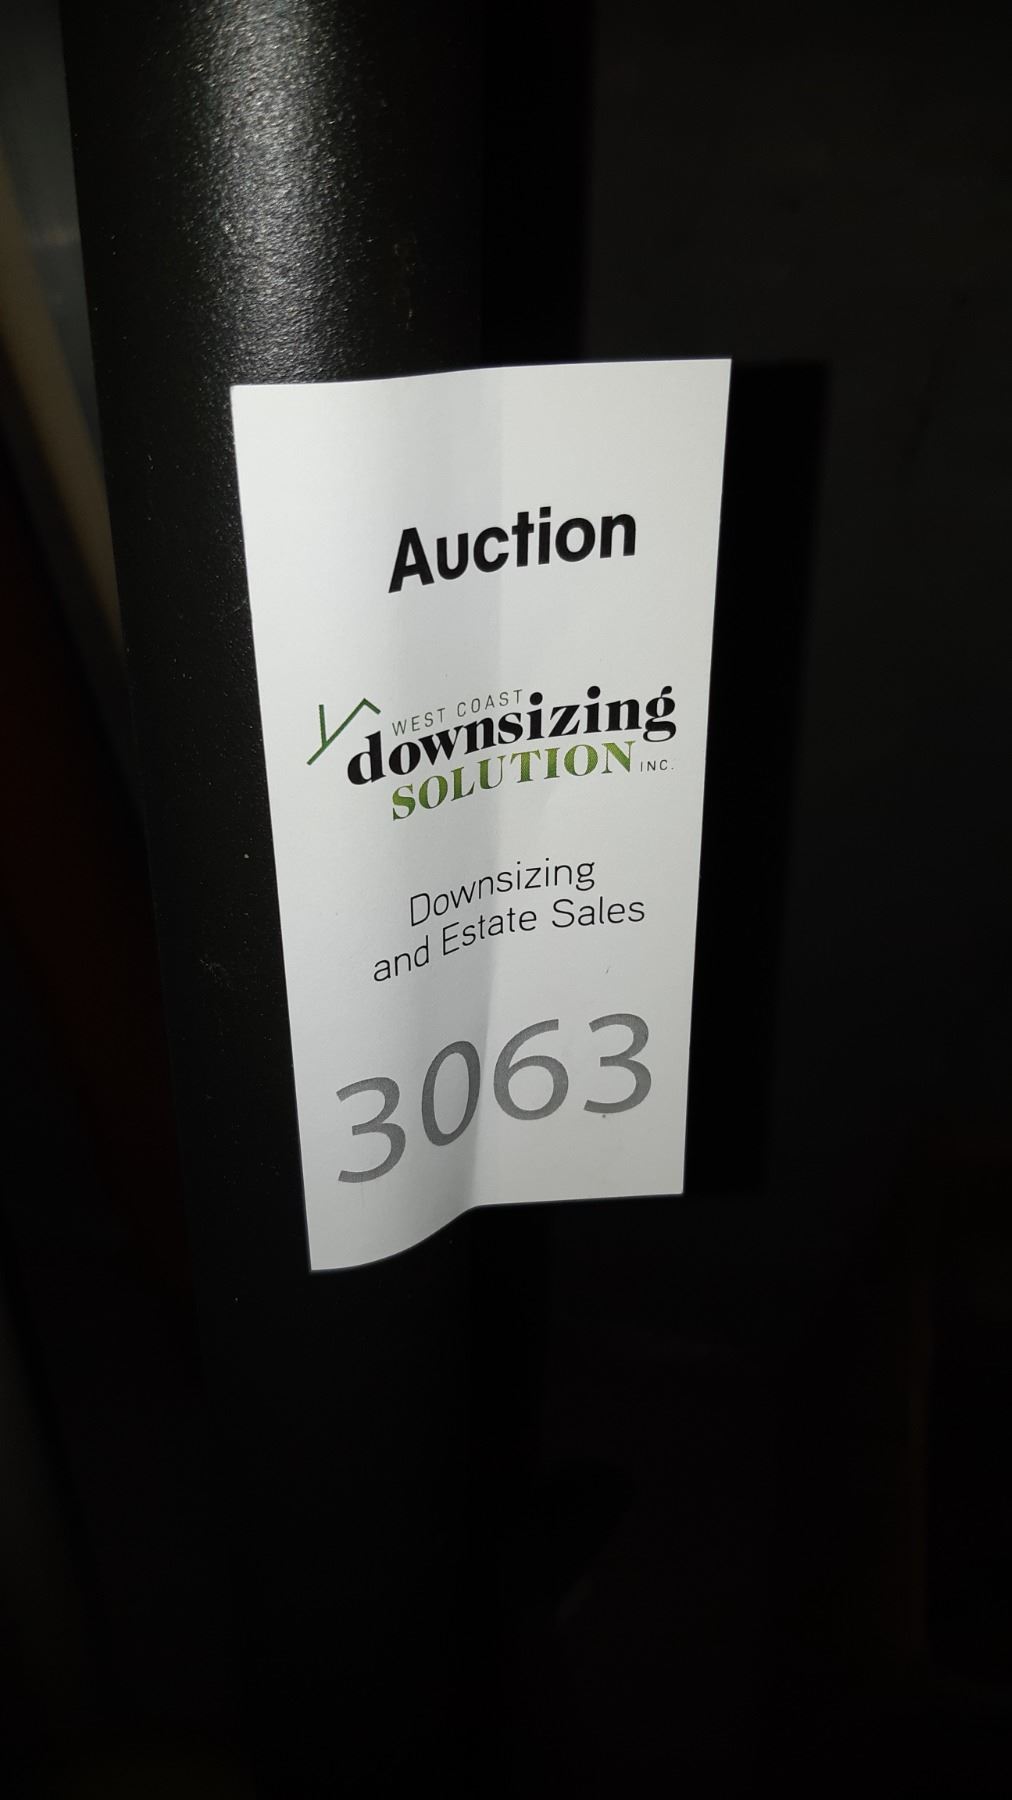 Auction
WEST COAST
downsizing
SOLUTION INC.
Downsizing
and Estate Sales
3063